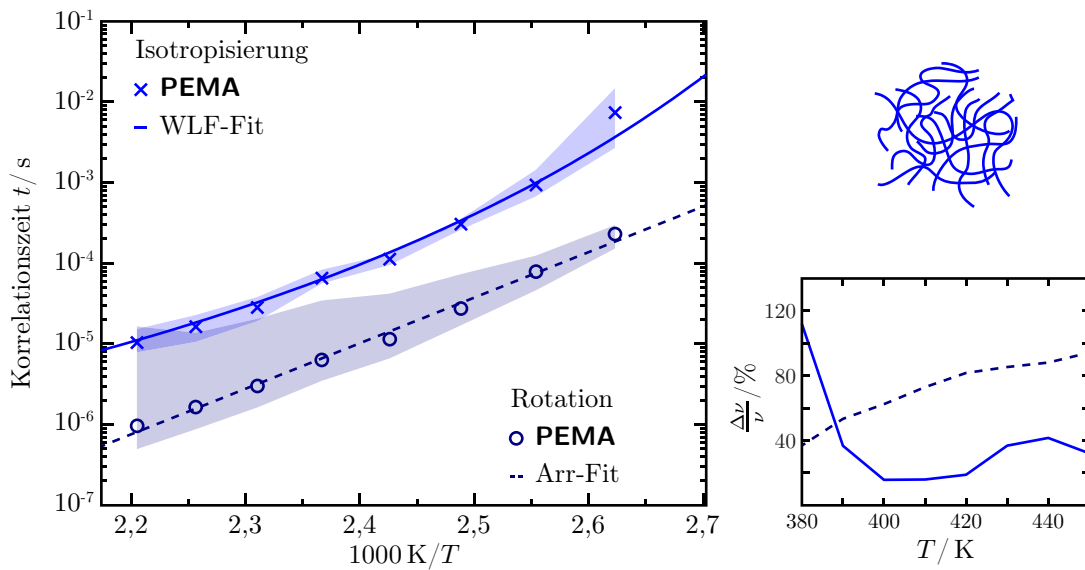 10⁻¹
10⁻²
10⁻³
10⁻⁴
10⁻⁵
10⁻⁶
10⁻⁷
Korrelationszeit t / s
Isotropisierung
PEMA
WLF-Fit
Rotation
PEMA
Arr-Fit
2,2 2,3 2,4 2,5 2,6 2,7
1000 K/T
120
80
40
Δν/ν / %
380 400 420 440
T / K